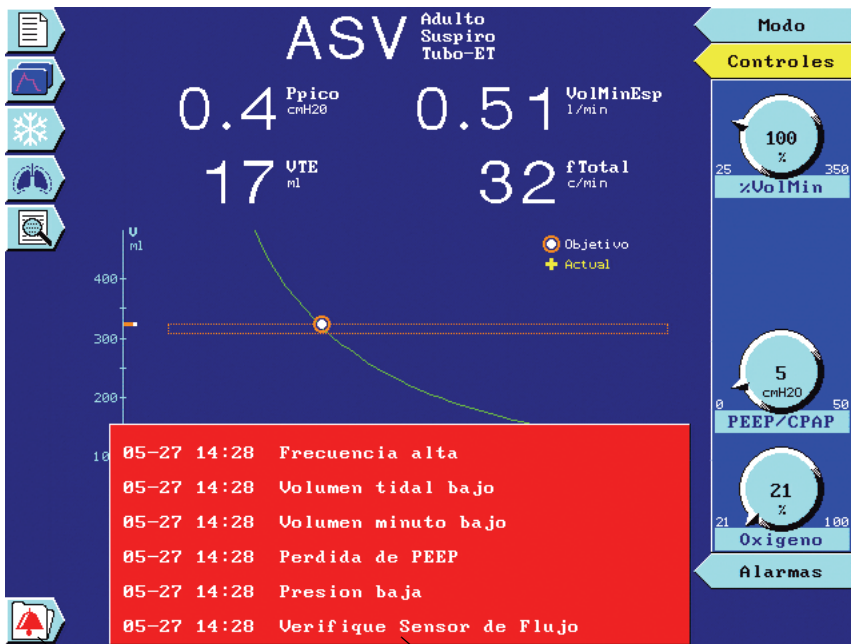 ASV
Adulto
Suspiro
Tubo-ET
0.4 Ppico
cmH2O
0.51 VolMinEsp
l/min
17 VTE
ml
32 fTotal
c/min
V
ml
400
300
200
10
Objetivo
Actual
05-27 14:28 Frecuencia alta
05-27 14:28 Volumen tidal bajo
05-27 14:28 Volumen minuto bajo
05-27 14:28 Perdida de PEEP
05-27 14:28 Presion baja
05-27 14:28 Verifique Sensor de Flujo
Modo
Controles
100
%
25 350
%VolMin
5
cmH2O
0 50
PEEP/CPAP
21
%
21 100
Oxigeno
Alarmas